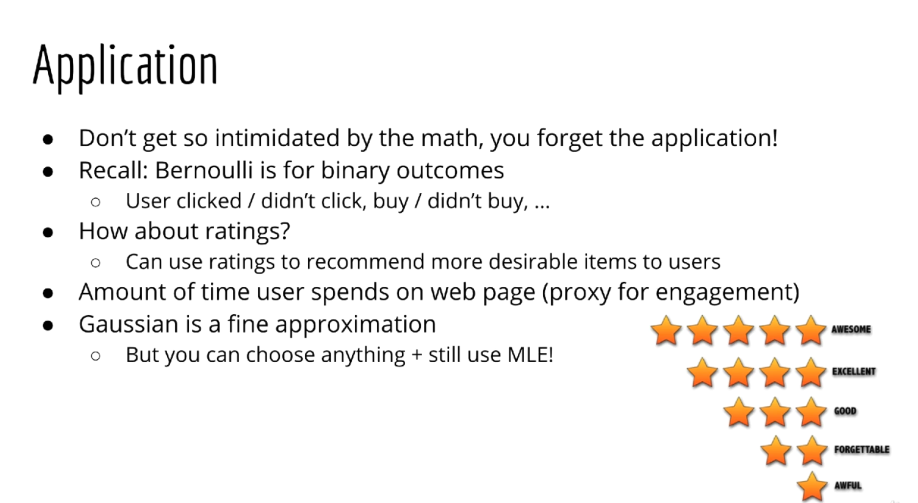 Application
● Don't get so intimidated by the math, you forget the application!
● Recall: Bernoulli is for binary outcomes
○ User clicked / didn't click, buy / didn't buy, ...
● How about ratings?
○ Can use ratings to recommend more desirable items to users
● Amount of time user spends on web page (proxy for engagement)
● Gaussian is a fine approximation
○ But you can choose anything + still use MLE!
AWESOME
EXCELLENT
GOOD
FORGETTABLE
AWFUL